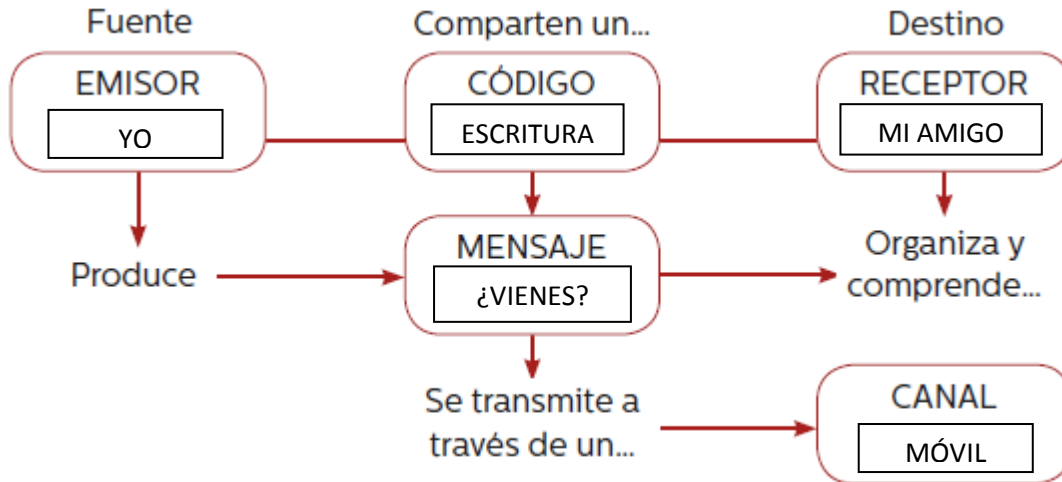 Fuente
Comparten un...
Destino
EMISOR
YO
CÓDIGO
ESCRITURA
RECEPTOR
MI AMIGO
Produce
MENSAJE
¿VIENES?
Organiza y
comprende...
Se transmite a
través de un...
CANAL
MÓVIL